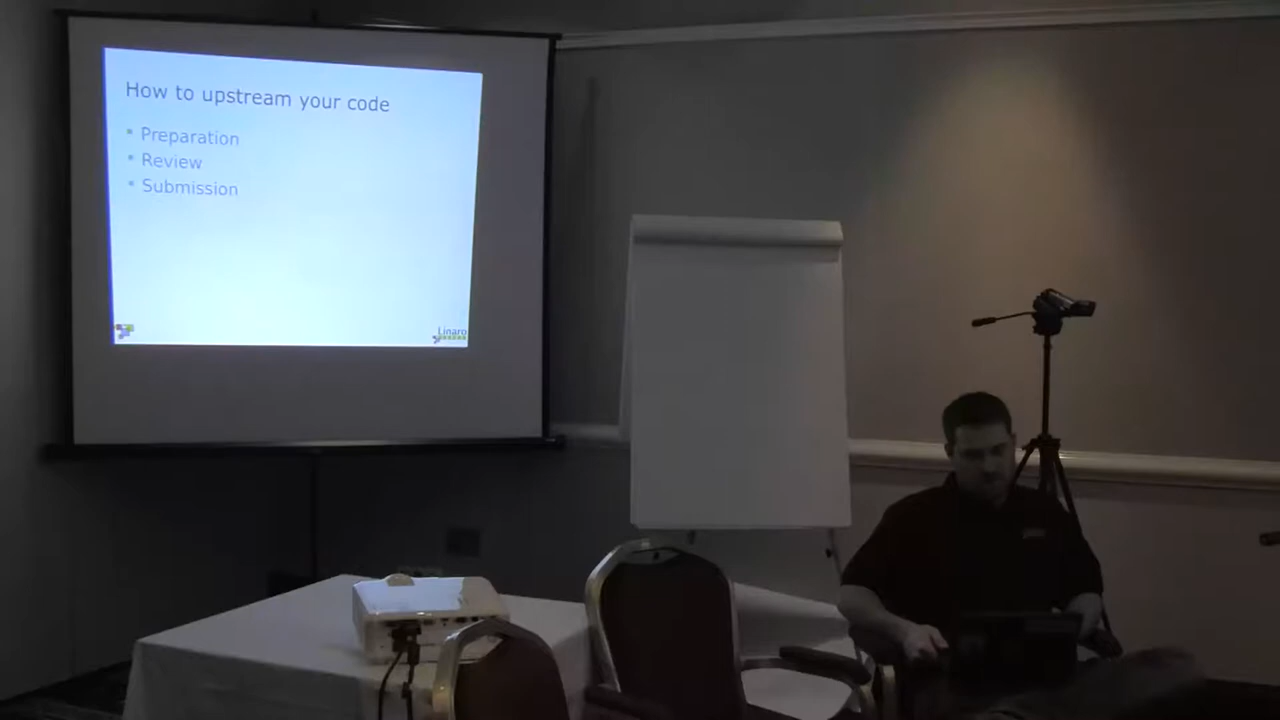 How to upstream your code
Preparation
Review
Submission
Linaro